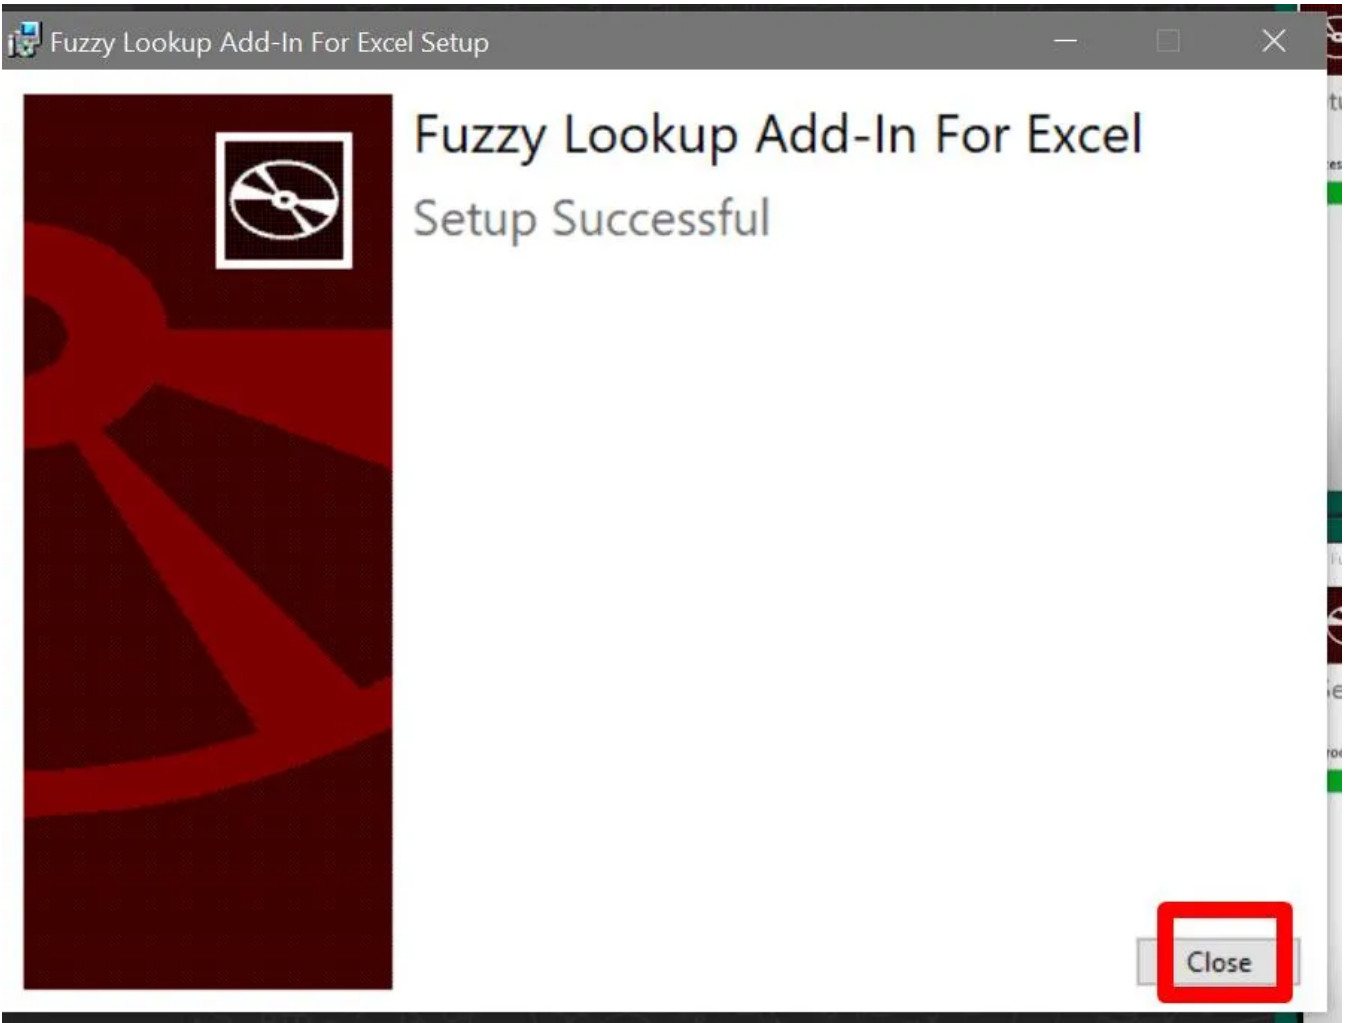 Fuzzy Lookup Add-In For Excel Setup
Fuzzy Lookup Add-In For Excel
Setup Successful
Close